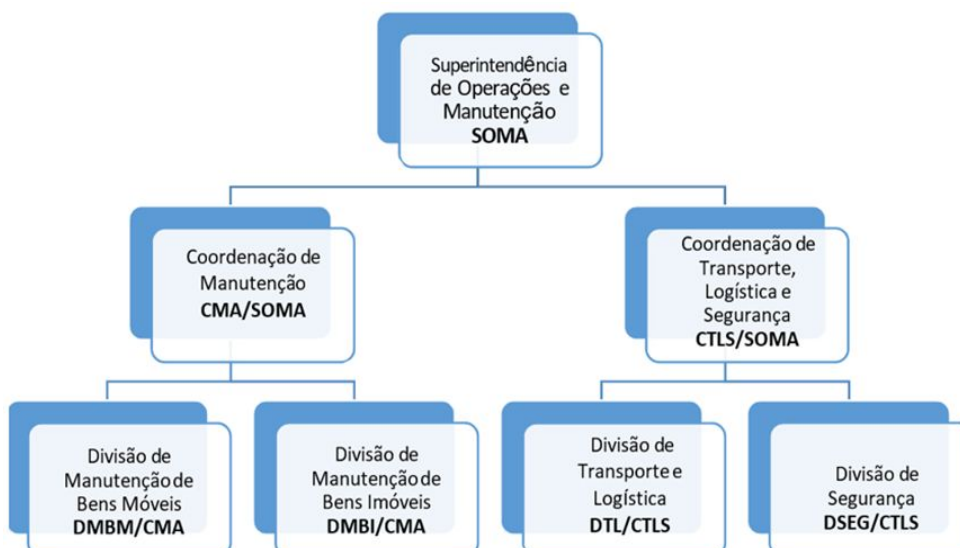 Superintendência
de Operações e
Manutenção
SOMA
Coordenação de
Manutenção
CMA/SOMA
Coordenação de
Transporte,
Logística e
Segurança
CTLS/SOMA
Divisão de
Manutenção de
Bens Móveis
DMBM/CMA
Divisão de
Manutenção de
Bens Imóveis
DMBI/CMA
Divisão de
Transporte e
Logística
DTL/CTLS
Divisão de
Segurança
DSEG/CTLS